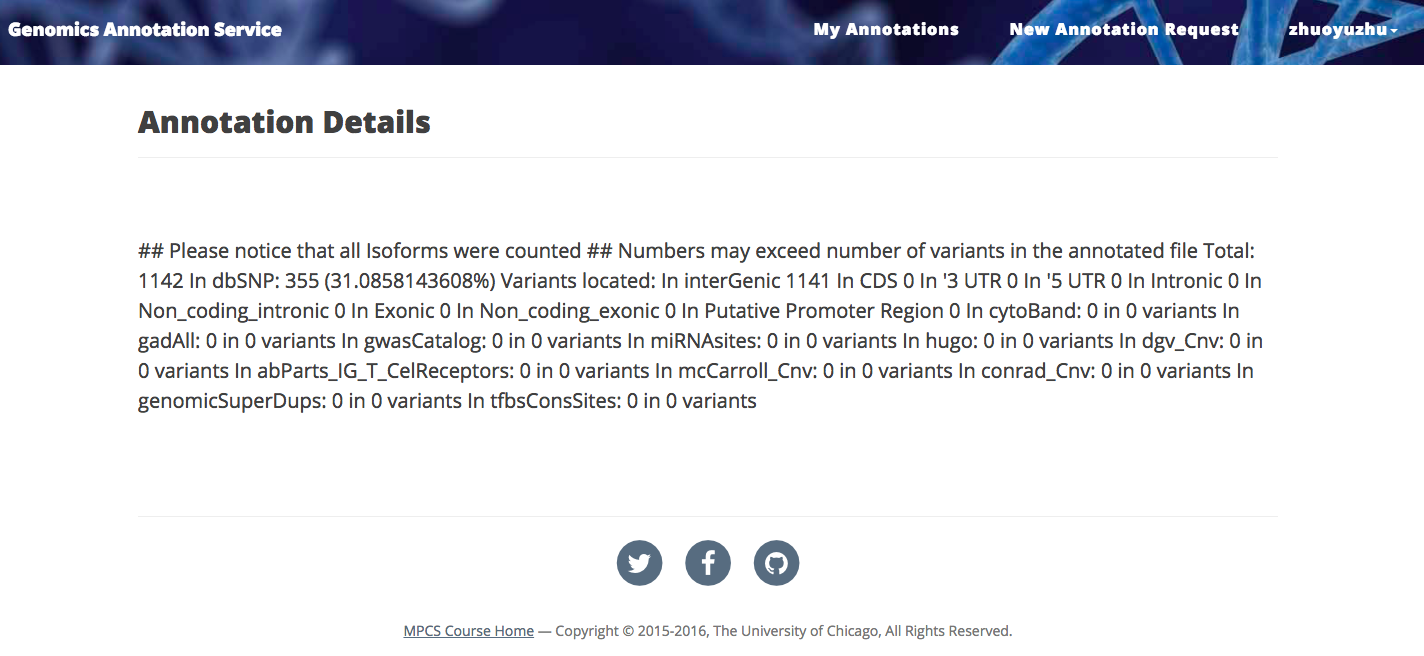 Genomics Annotation Service My Annotations New Annotation Request zhuoyuzhu
Annotation Details
## Please notice that all Isoforms were counted ## Numbers may exceed number of variants in the annotated file Total:
1142 In dbSNP: 355 (31.0858143608%) Variants located: In interGenic 1141 In CDS 0 In '3 UTR 0 In '5 UTR 0 In Intronic 0 In
Non_coding_intronic 0 In Exonic 0 In Non_coding_exonic 0 In Putative Promoter Region 0 In cytoBand: 0 in 0 variants In
gadAll: 0 in 0 variants In gwasCatalog: 0 in 0 variants In miRNAsites: 0 in 0 variants In hugo: 0 in 0 variants In dgv_Cnv: 0 in
0 variants In abParts_IG_T_CelReceptors: 0 in 0 variants In mcCarroll_Cnv: 0 in 0 variants In conrad_Cnv: 0 in 0 variants In
genomicSuperDups: 0 in 0 variants In tfbsConsSites: 0 in 0 variants
MPCS Course Home — Copyright © 2015-2016, The University of Chicago, All Rights Reserved.